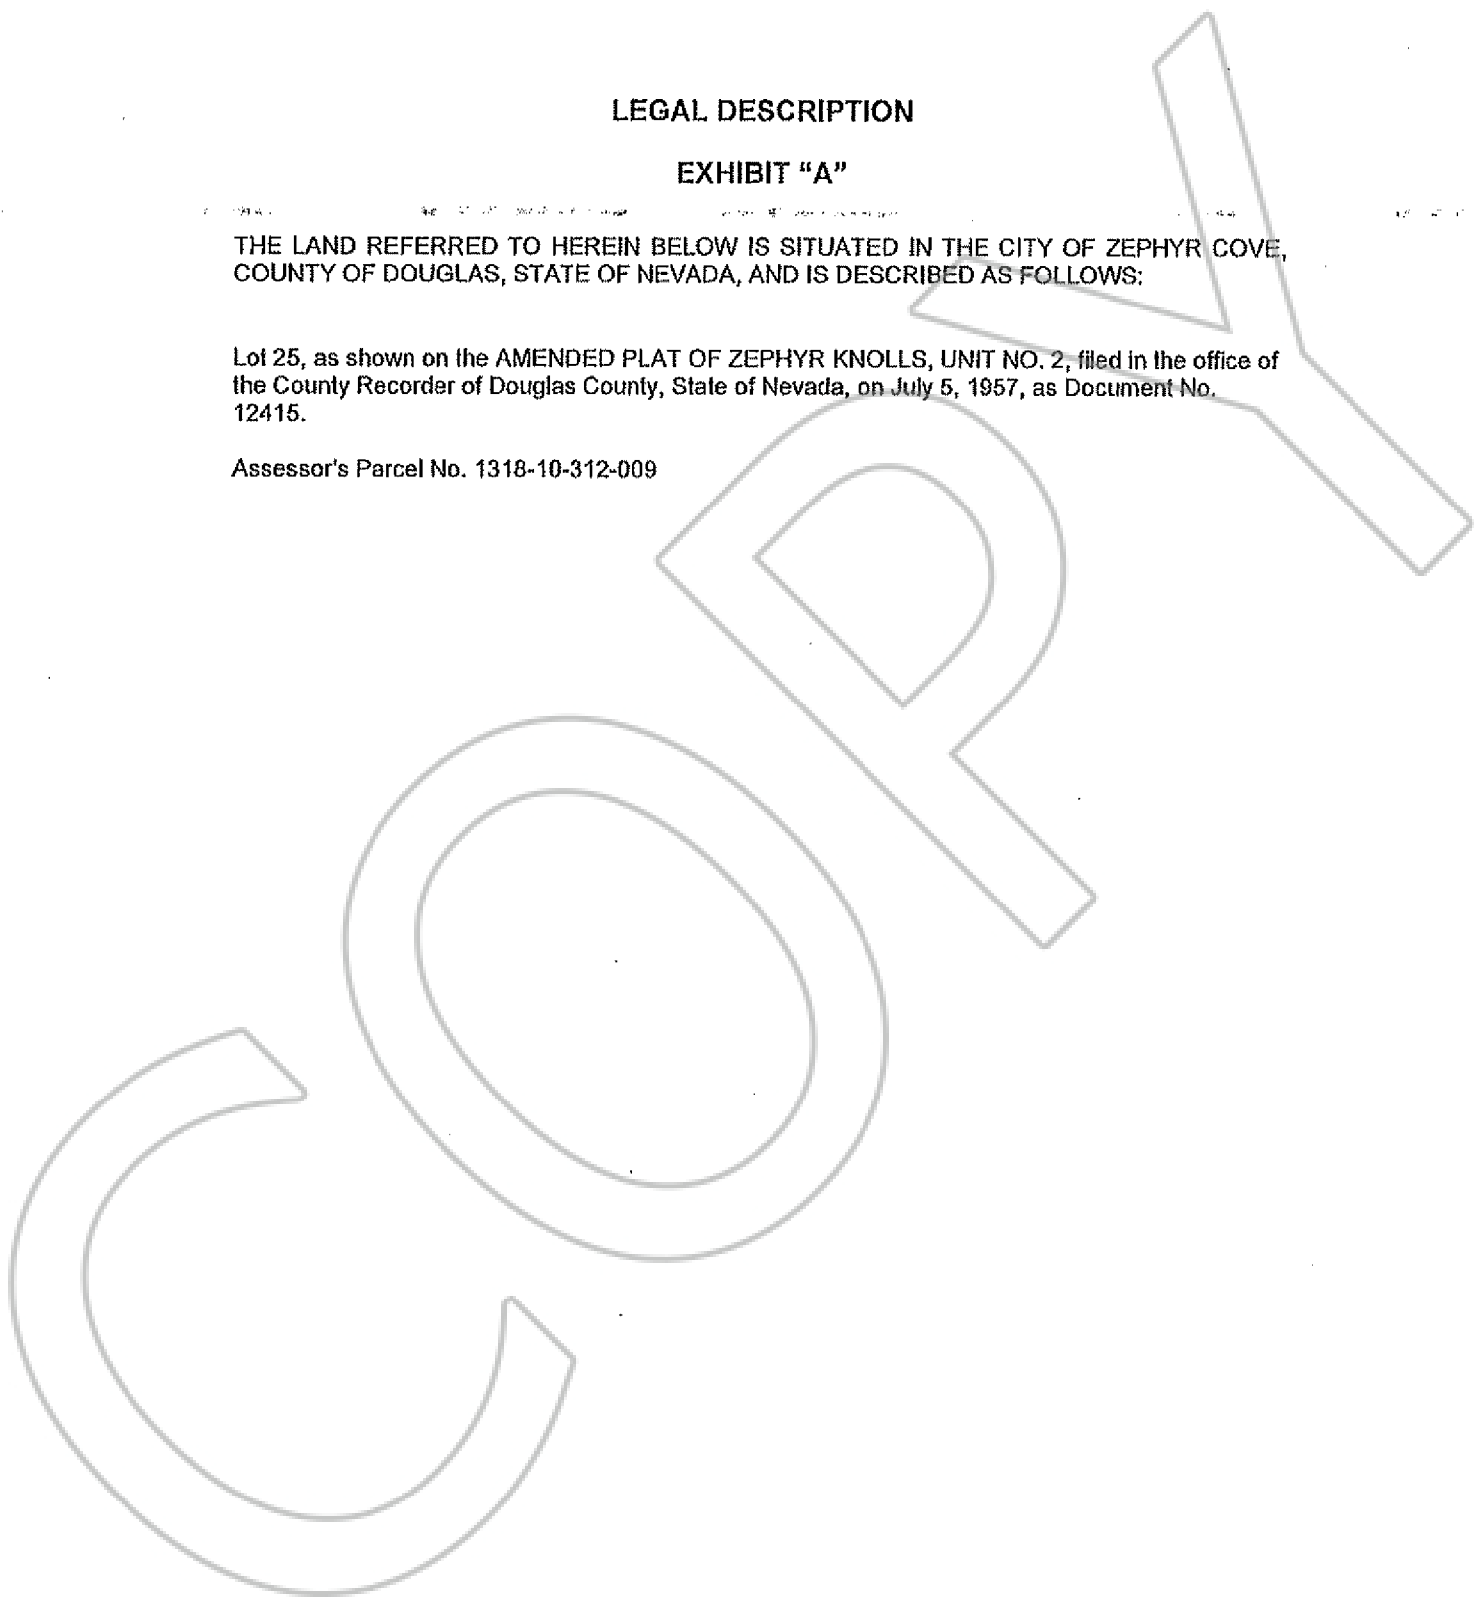 LEGAL DESCRIPTION
EXHIBIT “A”
THE LAND REFERRED TO HEREIN BELOW IS SITUATED IN THE CITY OF ZEPHYR COVE,
COUNTY OF DOUGLAS, STATE OF NEVADA, AND IS DESCRIBED AS FOLLOWS:
Lot 25, as shown on the AMENDED PLAT OF ZEPHYR KNOLLS, UNIT NO. 2, filed in the office of
the County Recorder of Douglas County, State of Nevada, on July 5, 1957, as Document No.
12415.
Assessor's Parcel No. 1318-10-312-009
COPY